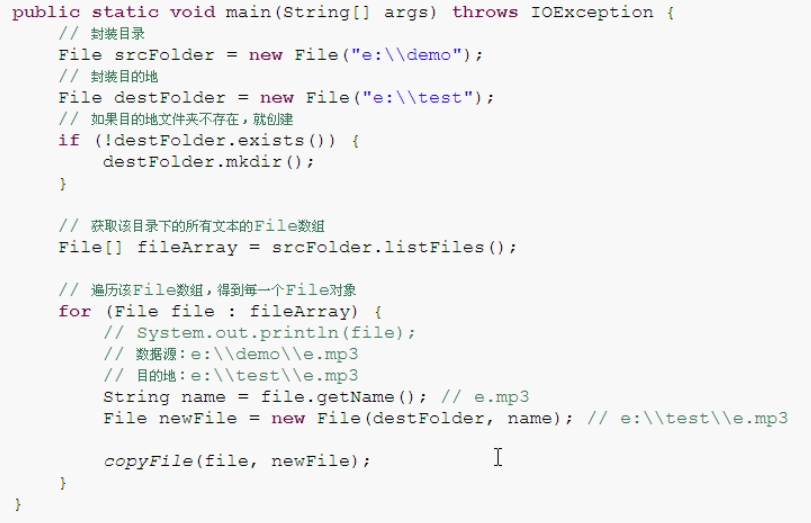 public static void main(String[] args) throws IOException {
// 封装目录
File srcFolder = new File("e:\\demo");
// 封装目的地
File destFolder = new File("e:\\test");
// 如果目的地文件夹不存在，就创建
if (!destFolder.exists()) {
destFolder.mkdir();
}
// 获取该目录下的所有文本的File数组
File[] fileArray = srcFolder.listFiles();
// 遍历该File数组，得到每一个File对象
for (File file : fileArray) {
// System.out.println(file);
// 数据源：e:\\demo\\e.mp3
// 目的地：e:\\test\\e.mp3
String name = file.getName(); // e.mp3
File newFile = new File(destFolder, name); // e:\\test\\e.mp3
copyFile(file, newFile);
}
}